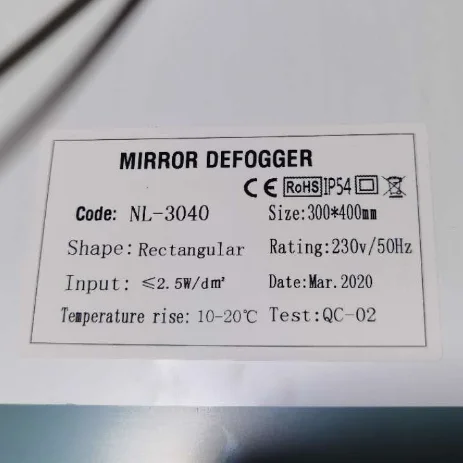 MIRROR DEFOGGER
CE RoHS IP54
Code: NL-3040 Size:300*400mm
Shape: Rectangular Rating:230v/50Hz
Input: ≤2.5W/dm² Date:Mar.2020
Temperature rise: 10-20℃ Test:QC-02